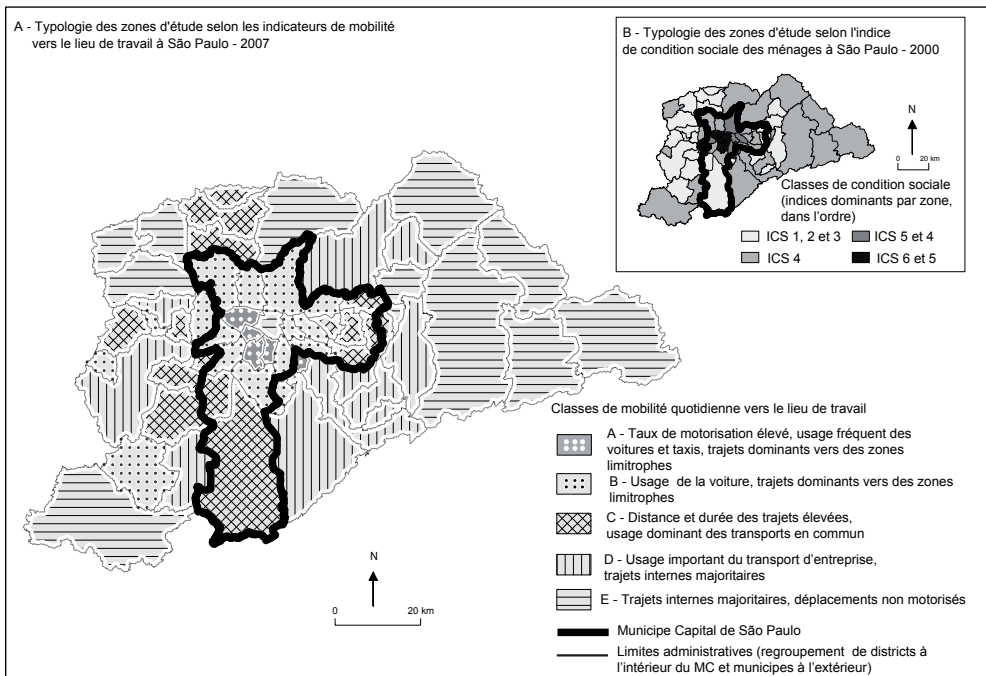 A - Typologie des zones d'étude selon les indicateurs de mobilité
vers le lieu de travail à São Paulo - 2007
B - Typologie des zones d'étude selon l'indice
de condition sociale des ménages à São Paulo - 2000
N
0 20 km
Classes de condition sociale
(indices dominants par zone,
dans l'ordre)
ICS 1, 2 et 3 ICS 5 et 4
ICS 4 ICS 6 et 5
Classes de mobilité quotidienne vers le lieu de travail
A - Taux de motorisation élevé, usage fréquent des
voitures et taxis, trajets dominants vers des zones
limitrophes
B - Usage de la voiture, trajets dominants vers des zones
limitrophes
C - Distance et durée des trajets élevées,
usage dominant des transports en commun
D - Usage important du transport d'entreprise,
trajets internes majoritaires
E - Trajets internes majoritaires, déplacements non motorisés
Municipe Capital de São Paulo
Limites administratives (regroupement de districts à
l'intérieur du MC et municipes à l'extérieur)
N
0 20 km